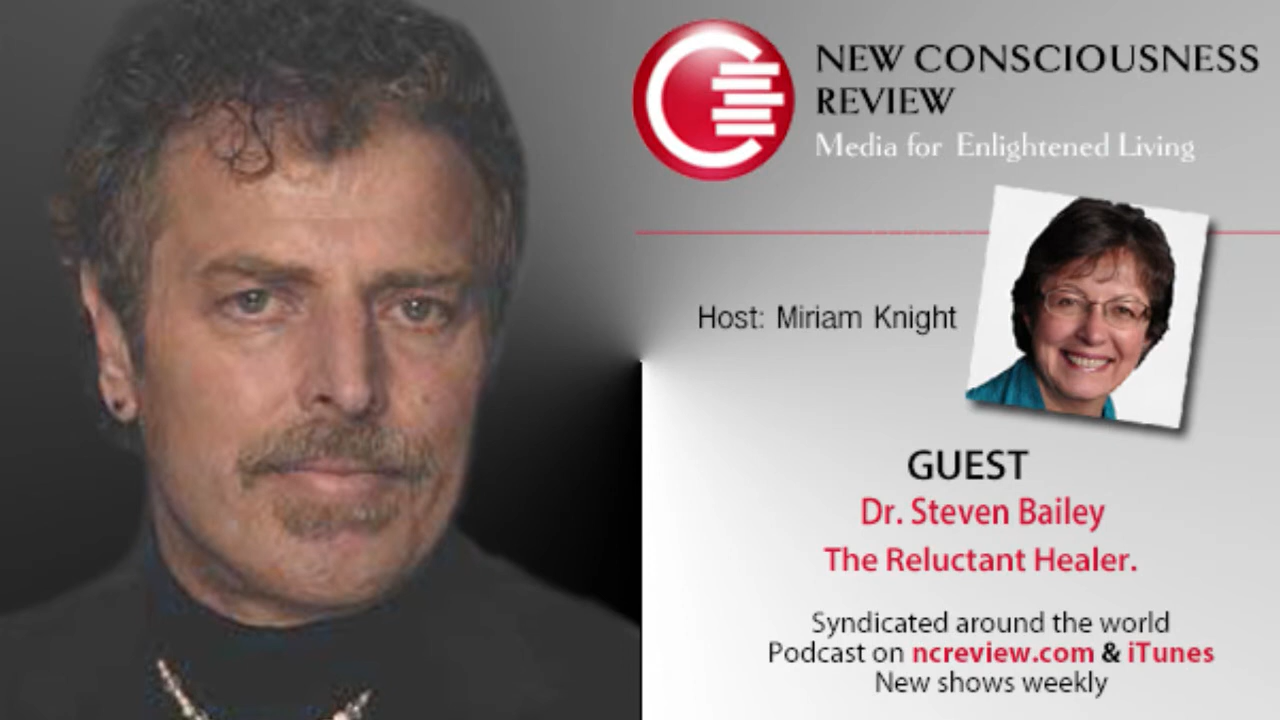 NEW CONSCIOUSNESS
REVIEW
Media for Enlightened Living
Host: Miriam Knight
GUEST
Dr. Steven Bailey
The Reluctant Healer.
Syndicated around the world
Podcast on ncreview.com & iTunes
New shows weekly